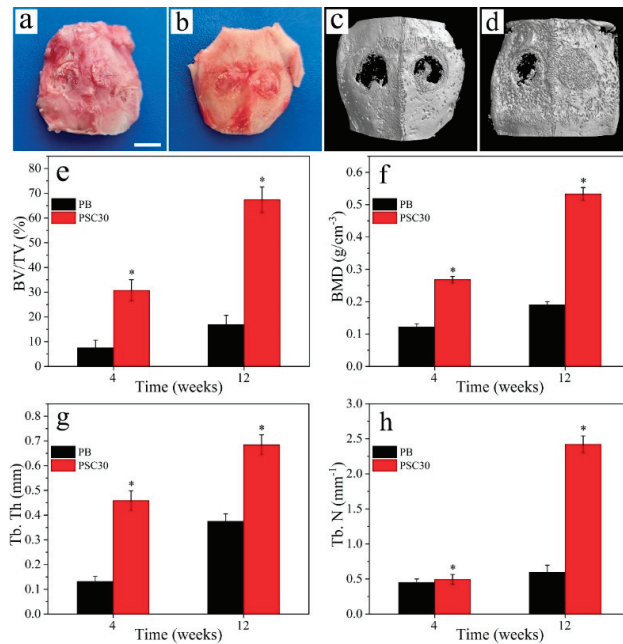 a
b
c
d
e
PB
PSC30
*
*
BV/TV (%)
80
70
60
50
40
30
20
10
0
4
12
Time (weeks)
f
PB
PSC30
*
*
BMD (g/cm⁻³)
0.6
0.5
0.4
0.3
0.2
0.1
0.0
4
12
Time (weeks)
g
PB
PSC30
*
*
Tb. Th (mm)
0.8
0.7
0.6
0.5
0.4
0.3
0.2
0.1
0.0
4
12
Time (weeks)
h
PB
PSC30
*
*
Tb. N (mm⁻¹)
3.0
2.5
2.0
1.5
1.0
0.5
0.0
4
12
Time (weeks)